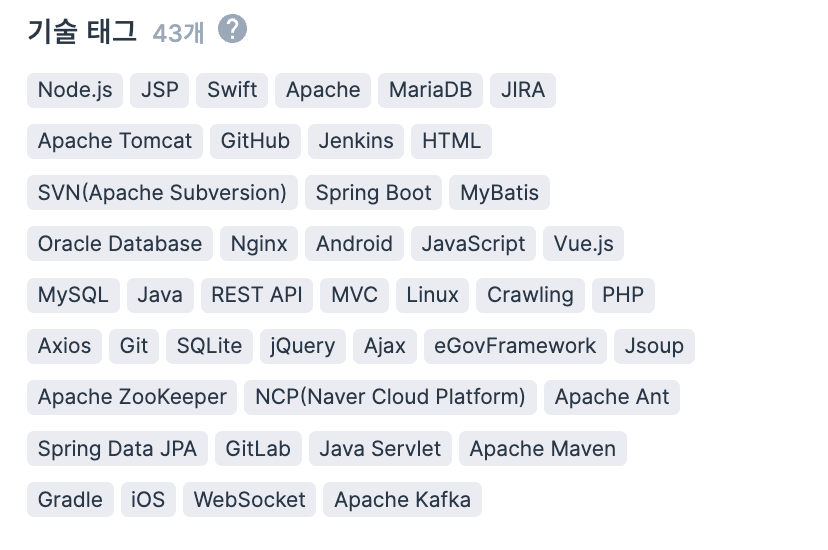 기술 태그 43개 ?
Node.js JSP Swift Apache MariaDB JIRA
Apache Tomcat GitHub Jenkins HTML
SVN(Apache Subversion) Spring Boot MyBatis
Oracle Database Nginx Android JavaScript Vue.js
MySQL Java REST API MVC Linux Crawling PHP
Axios Git SQLite jQuery Ajax eGovFramework Jsoup
Apache ZooKeeper NCP(Naver Cloud Platform) Apache Ant
Spring Data JPA GitLab Java Servlet Apache Maven
Gradle iOS WebSocket Apache Kafka